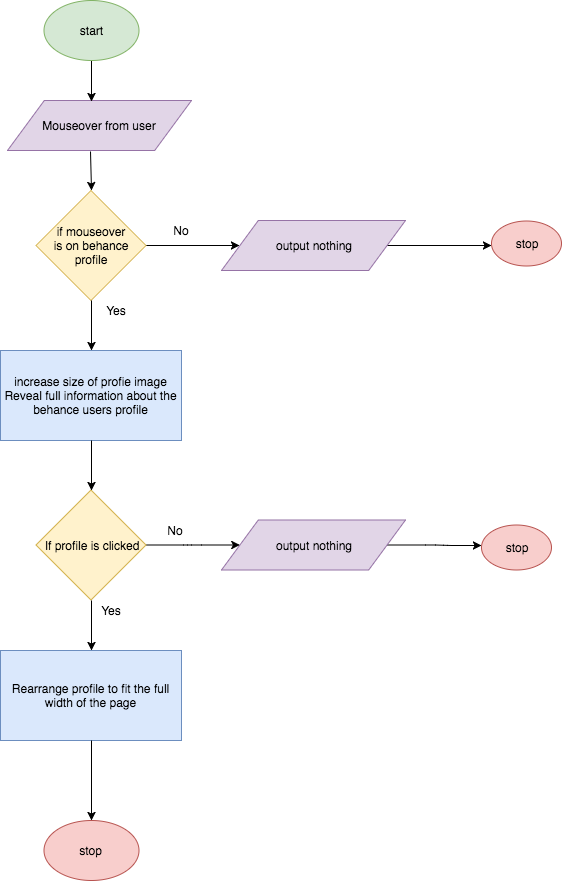 start
Mouseover from user
if mouseover
is on behance
profile
No
output nothing
stop
Yes
increase size of profie image
Reveal full information about the
behance users profile
If profile is clicked
No
output nothing
stop
Yes
Rearrange profile to fit the full
width of the page
stop